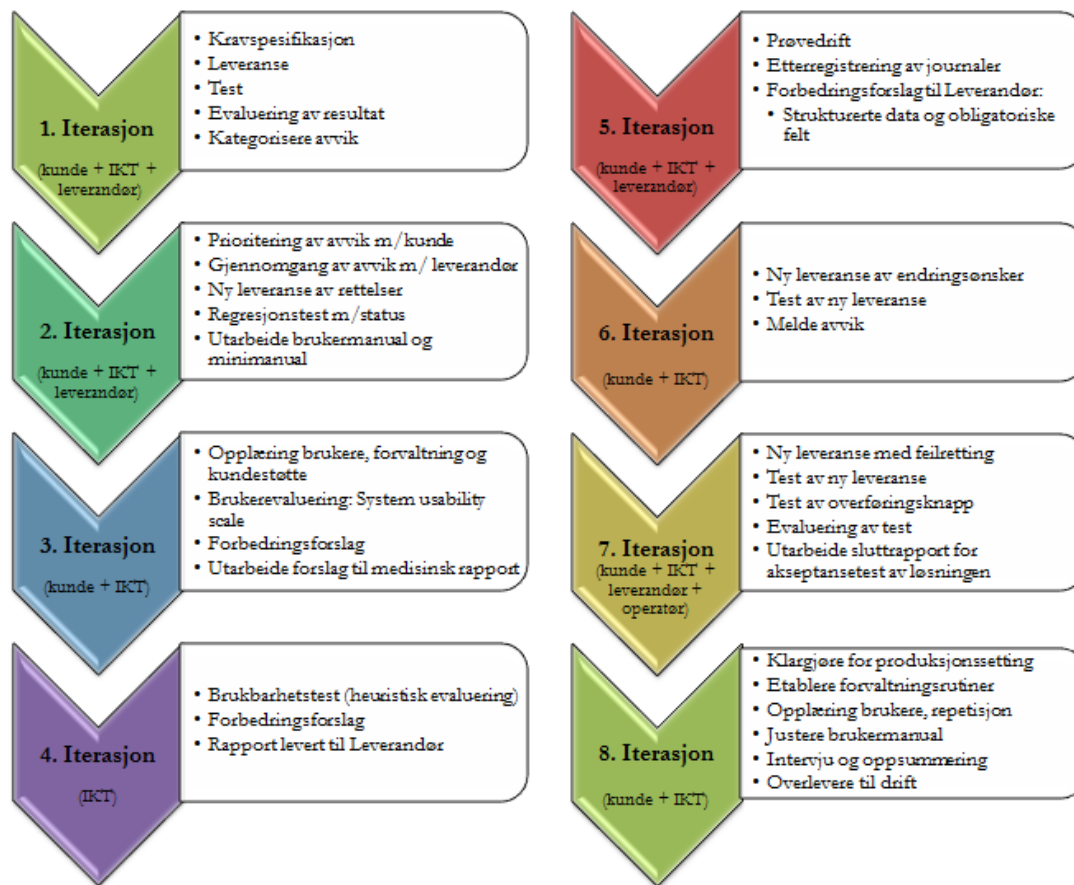 1. Iterasjon
(kunde + IKT +
leverandør)
• Kravspesifikasjon
• Leveranse
• Test
• Evaluering av resultat
• Kategorisere avvik
2. Iterasjon
(kunde + IKT +
leverandør)
• Prioritering av avvik m/kunde
• Gjennomgang av avvik m/ leverandør
• Ny leveranse av rettelser
• Regresjonstest m/status
• Utarbeide brukermanual og
minimanual
3. Iterasjon
(kunde + IKT)
• Opplæring brukere, forvaltning og
kundestøtte
• Brukerevaluering: System usability
scale
• Forbedringsforslag
• Utarbeide forslag til medisinsk rapport
4. Iterasjon
(IKT)
• Brukbarhetstest (heuristisk evaluering)
• Forbedringsforslag
• Rapport levert til Leverandør
5. Iterasjon
(kunde + IKT +
leverandør)
• Prøvedrift
• Etterregistrering av journaler
• Forbedringsforslag til Leverandør:
• Strukturerte data og obligatoriske
felt
6. Iterasjon
(kunde + IKT)
• Ny leveranse av endringsønsker
• Test av ny leveranse
• Melde avvik
7. Iterasjon
(kunde + IKT +
leverandør +
operatør)
• Ny leveranse med feilretting
• Test av ny leveranse
• Test av overføringsknapp
• Evaluering av test
• Utarbeide sluttrapport for
akseptansetest av løsningen
8. Iterasjon
(kunde + IKT)
• Klargjøre for produksjonssetting
• Etablere forvaltningsrutiner
• Opplæring brukere, repetisjon
• Justere brukermanual
• Intervju og oppsummering
• Overlevere til drift